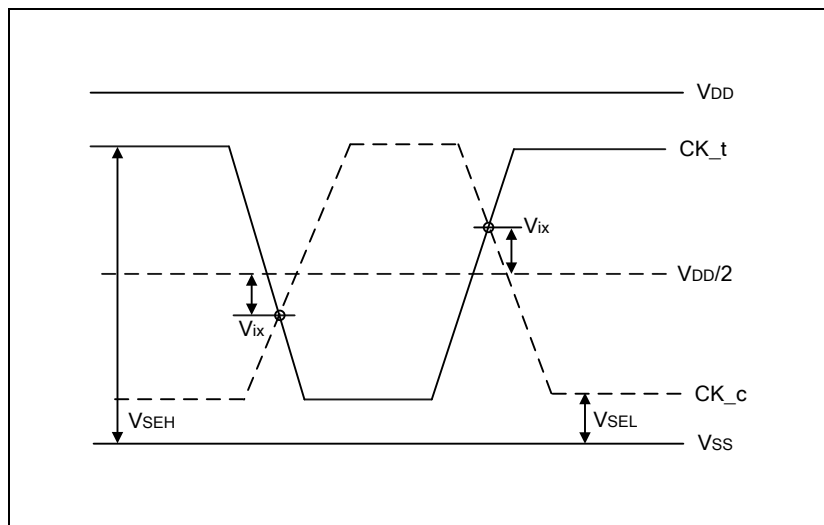 VDD
CK_t
Vix
VDD/2
Vix
CK_c
VSEH
VSEL
VSS